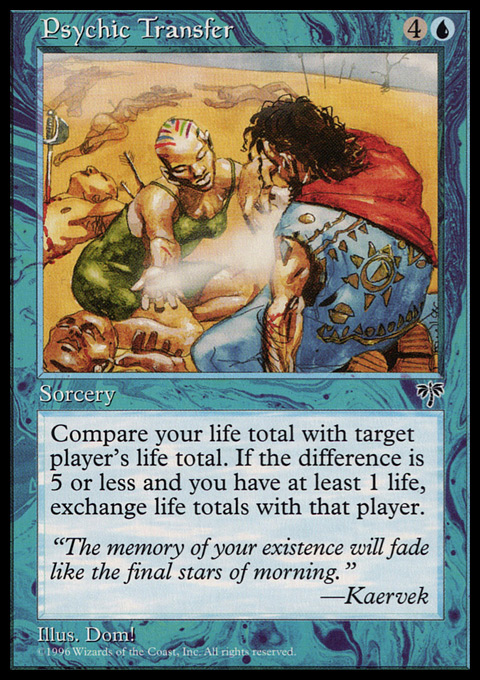 Psychic Transfer 4
Sorcery
Compare your life total with target
player's life total. If the difference is
5 or less and you have at least 1 life,
exchange life totals with that player.
“The memory of your existence will fade
like the final stars of morning.”
—Kaervek
Illus. Dom!
©1996 Wizards of the Coast, Inc. All rights reserved.